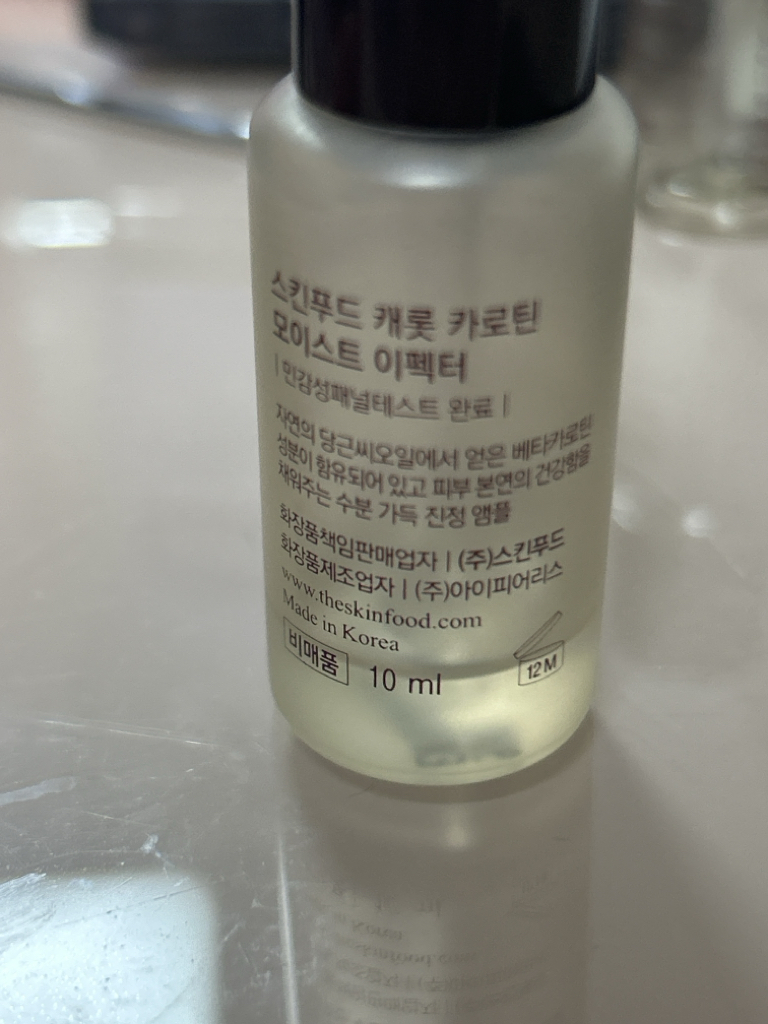 스킨푸드 캐롯 카로틴
모이스트 이펙터
| 민감성패널테스트 완료 |
자연의 당근씨오일에서 얻은 베타카로틴
성분이 함유되어 있고 피부 본연의 건강함을
채워주는 수분 가득 진정 앰플
화장품책임판매업자 | (주)스킨푸드
화장품제조업자 | (주)아이피어리스
www.theskinfood.com
Made in Korea
비매품 10 ml 12M